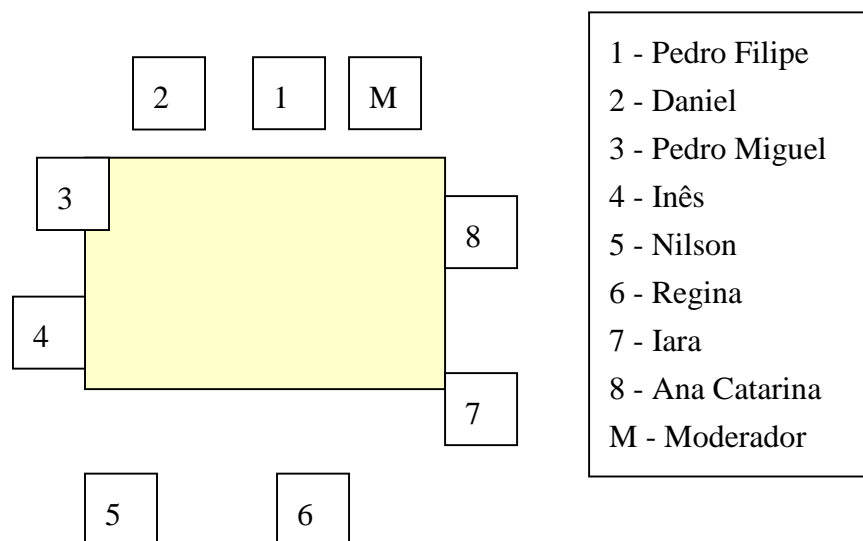 2 1 M
3
8
4
7
5 6
1 - Pedro Filipe
2 - Daniel
3 - Pedro Miguel
4 - Inês
5 - Nilson
6 - Regina
7 - Iara
8 - Ana Catarina
M - Moderador